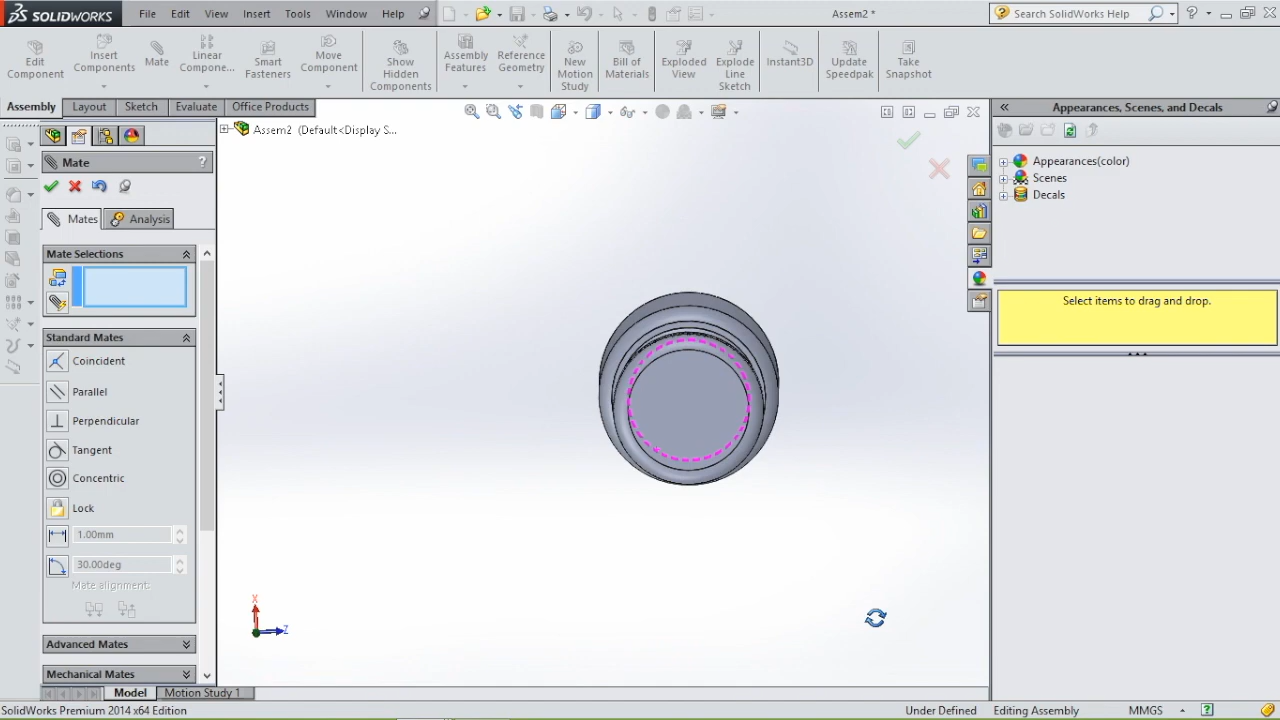 SOLIDWORKS File Edit View Insert Tools Window Help Assem2 * Search SolidWorks Help
Edit Component
Insert Components
Mate
Linear Compone...
Smart Fasteners
Move Component
Show Hidden Components
Assembly Features
Reference Geometry
New Motion Study
Bill of Materials
Exploded View
Explode Line Sketch
Instant3D
Update Speedpak
Take Snapshot
Assembly Layout Sketch Evaluate Office Products
Appearances, Scenes, and Decals
Assem2 (Default<Display S...
Mate ?
Appearances(color)
Scenes
Decals
Mates Analysis
Mate Selections
Select items to drag and drop.
Standard Mates
Coincident
Parallel
Perpendicular
Tangent
Concentric
Lock
1.00mm
30.00deg
Mate alignment:
X
Z
Advanced Mates
Mechanical Mates
Model Motion Study 1
SolidWorks Premium 2014 x64 Edition Under Defined Editing Assembly MMGS